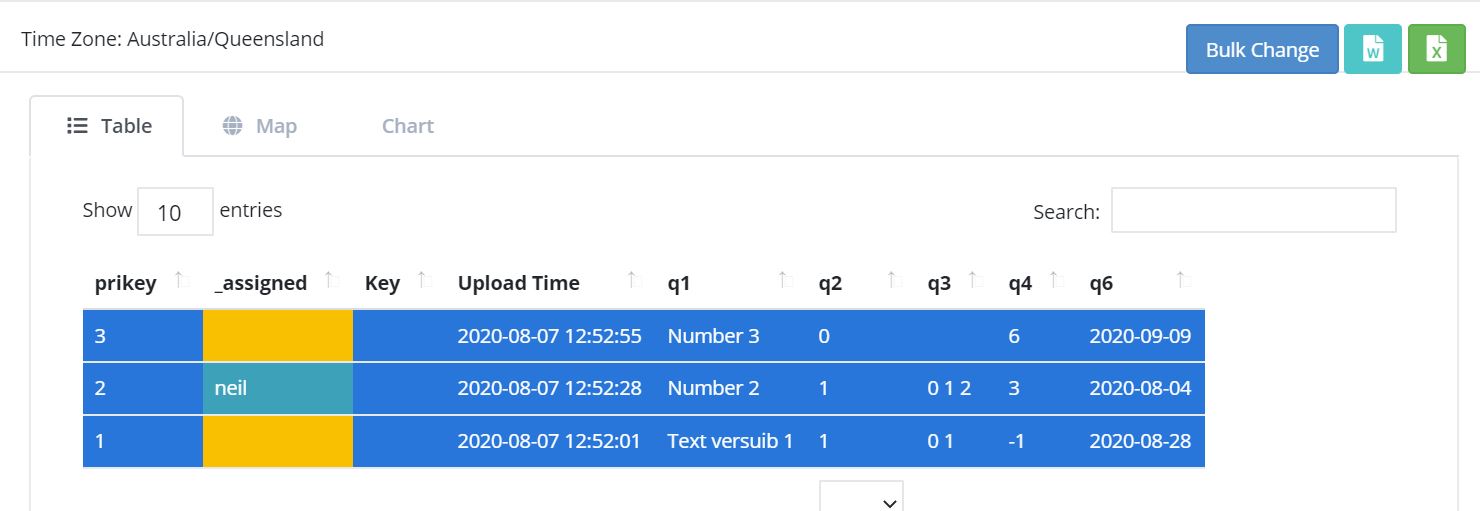 Time Zone: Australia/Queensland
Bulk Change W X
Table Map Chart
Show 10 entries Search:
prikey _assigned Key Upload Time q1 q2 q3 q4 q6
3 2020-08-07 12:52:55 Number 3 0 6 2020-09-09
2 neil 2020-08-07 12:52:28 Number 2 1 0 1 2 3 2020-08-04
1 2020-08-07 12:52:01 Text versuib 1 1 0 1 -1 2020-08-28